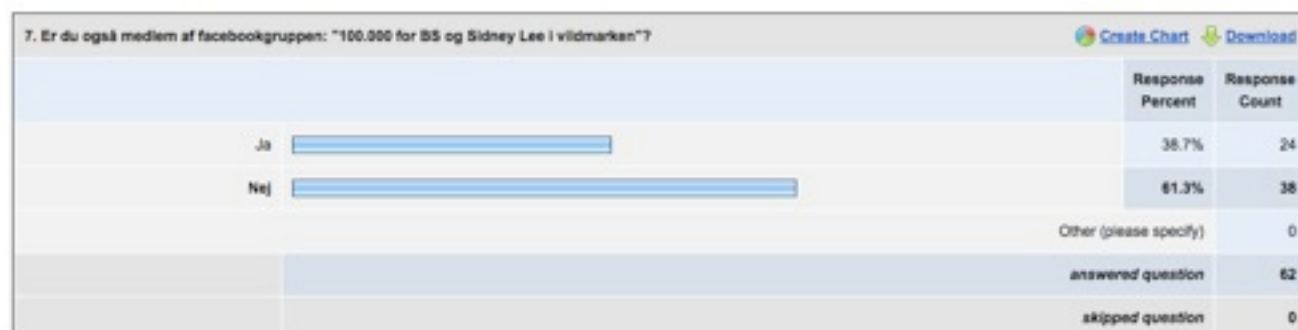 7. Er du også medlem af facebookgruppen: "100.000 for BS og Sidney Lee i vildmarken"? Create Chart Download
Response Percent Response Count
Ja 38.7% 24
Nej 61.3% 38
Other (please specify) 0
answered question 62
skipped question 0